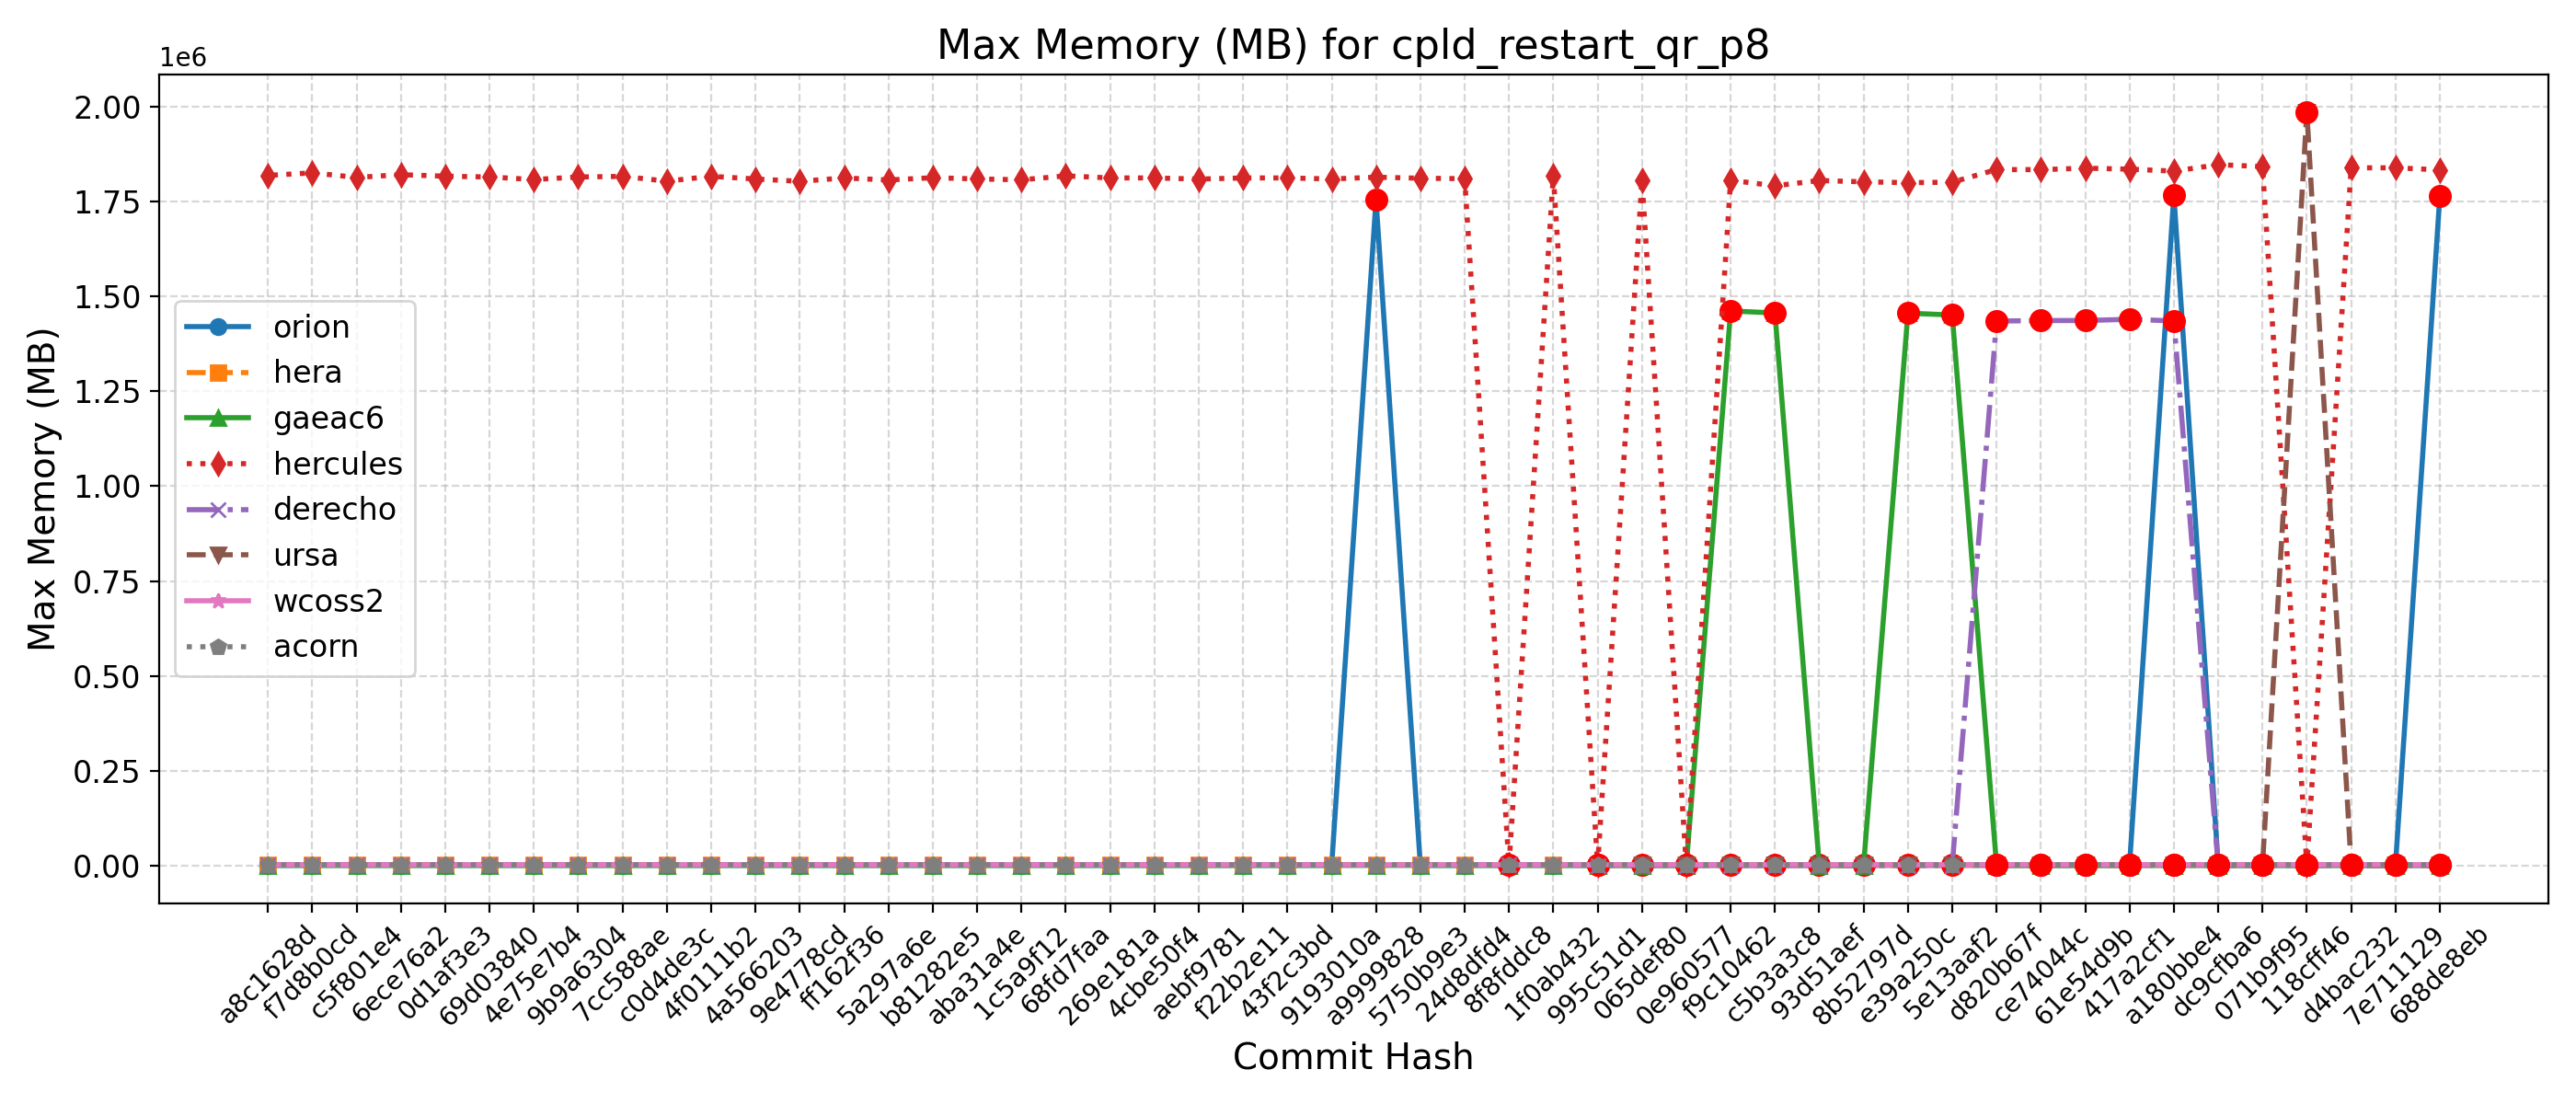 Max Memory (MB) for cpld_restart_qr_p8
1e6
2.00
1.75
1.50
1.25
1.00
0.75
0.50
0.25
0.00
Max Memory (MB)
orion
hera
gaeac6
hercules
derecho
ursa
wcoss2
acorn
a8c1628d
f7d8b0cd
c5f801e4
6ece76a2
0d1af3e3
69d03840
4e75e7b4
9b9a6304
7cc588ae
c0d4de3c
4f0111b2
4a566203
9e4778cd
ff162f36
5a297a6e
b81282e5
aba31a4e
1c5a9f12
68fd7faa
269e181a
4cbe50f4
aebf9781
f22b2e11
43f2c3bd
9193010a
a9999828
5750b9e3
24d8dfd4
8f8fddc8
1f0ab432
995c51d1
065def80
0e960577
f9c10462
c5b3a3c8
93d51aef
8b52797d
e39a250c
5e13aaf2
d820b67f
ce74044c
61e54d9b
417a2cf1
a180bbe4
dc9cfba6
071b9f95
118cff46
d4bac232
7e711129
688de8eb
Commit Hash